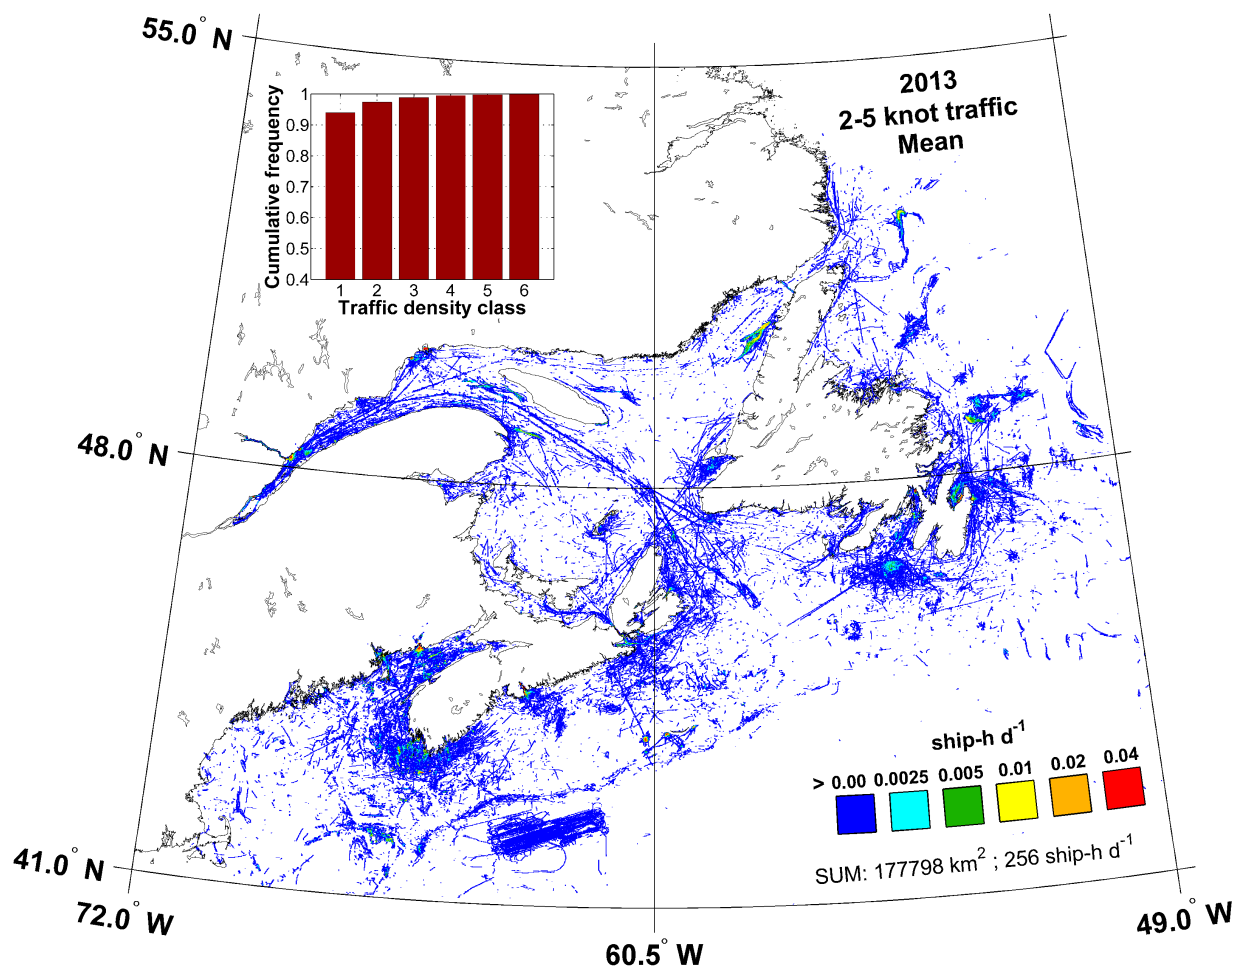 55.0° N
2013
2-5 knot traffic
Mean
Cumulative frequency
1
0.9
0.8
0.7
0.6
0.5
0.4
1 2 3 4 5 6
Traffic density class
48.0° N
ship-h d-1
> 0.00 0.0025 0.005 0.01 0.02 0.04
SUM: 177798 km2 ; 256 ship-h d-1
41.0° N
72.0° W
60.5° W
49.0° W